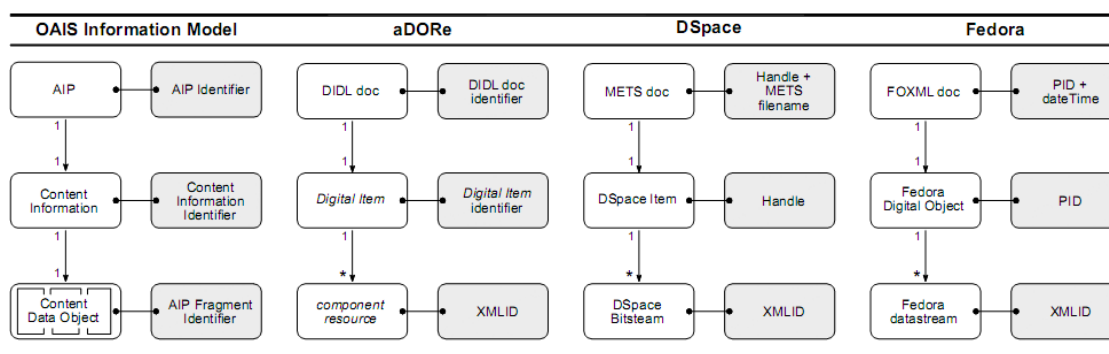 OAIS Information Model
aDORe
DSpace
Fedora
AIP
AIP Identifier
DIDL doc
DIDL doc
identifier
METS doc
Handle +
METS
filename
FOXML doc
PID +
dateTime
1
1
1
1
1
1
1
1
Content
Information
Content
Information
Identifier
Digital Item
Digital Item
identifier
DSpace Item
Handle
Fedora
Digital Object
PID
1
1
1
*
1
*
1
*
Content
Data Object
AIP Fragment
Identifier
component
resource
XMLID
DSpace
Bitsteam
XMLID
Fedora
datastream
XMLID